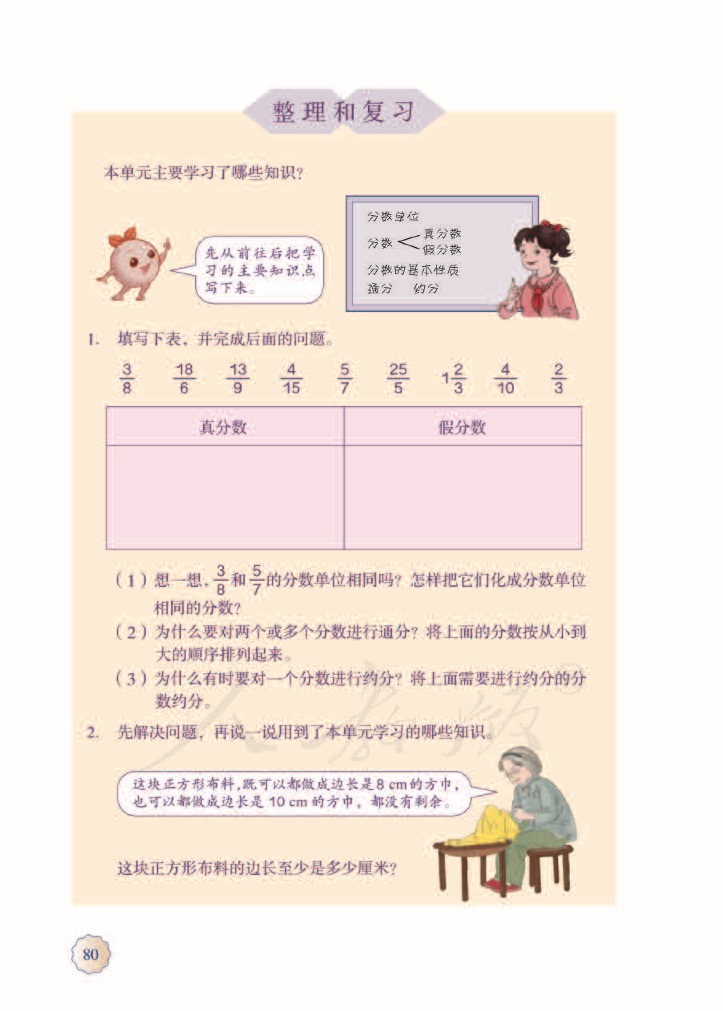 整理和复习
本单元主要学习了哪些知识?
先从前往后把学
习的主要知识点
写下来。
分数单位
分数 真分数
假分数
分数的基本性质
通分 约分
1. 填写下表,并完成后面的问题。
3/8 18/6 13/9 4/15 5/7 25/5 1 2/3 4/10 2/3
真分数 假分数
(1)想一想,3/8和5/7的分数单位相同吗?怎样把它们化成分数单位
相同的分数?
(2)为什么要对两个或多个分数进行通分?将上面的分数按从小到
大的顺序排列起来。
(3)为什么有时要对一个分数进行约分?将上面需要进行约分的分
数约分。
2. 先解决问题,再说一说用到了本单元学习的哪些知识。
这块正方形布料,既可以都做成边长是8 cm的方巾,
也可以都做成边长是 10 cm 的方巾,都没有剩余。
这块正方形布料的边长至少是多少厘米?
80